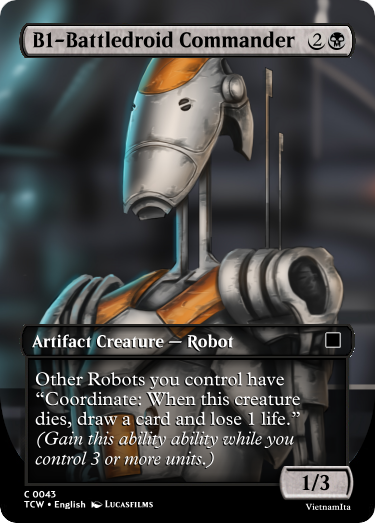 B1-Battledroid Commander 2
Artifact Creature — Robot
Other Robots you control have
“Coordinate: When this creature
dies, draw a card and lose 1 life.”
(Gain this ability ability while you
control 3 or more units.)
1/3
C 0043
TCW • English LUCASFILMS
VietnamIta